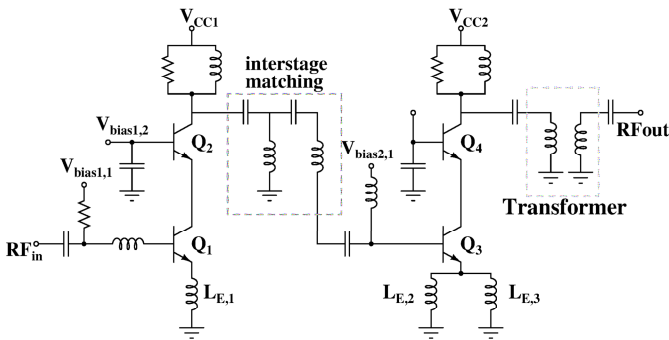 V_CC1
V_CC2
interstage
matching
V_bias1,2
Q_2
V_bias1,1
V_bias2,1
Q_4
RFout
Transformer
RF_in
Q_1
Q_3
L_E,1
L_E,2
L_E,3